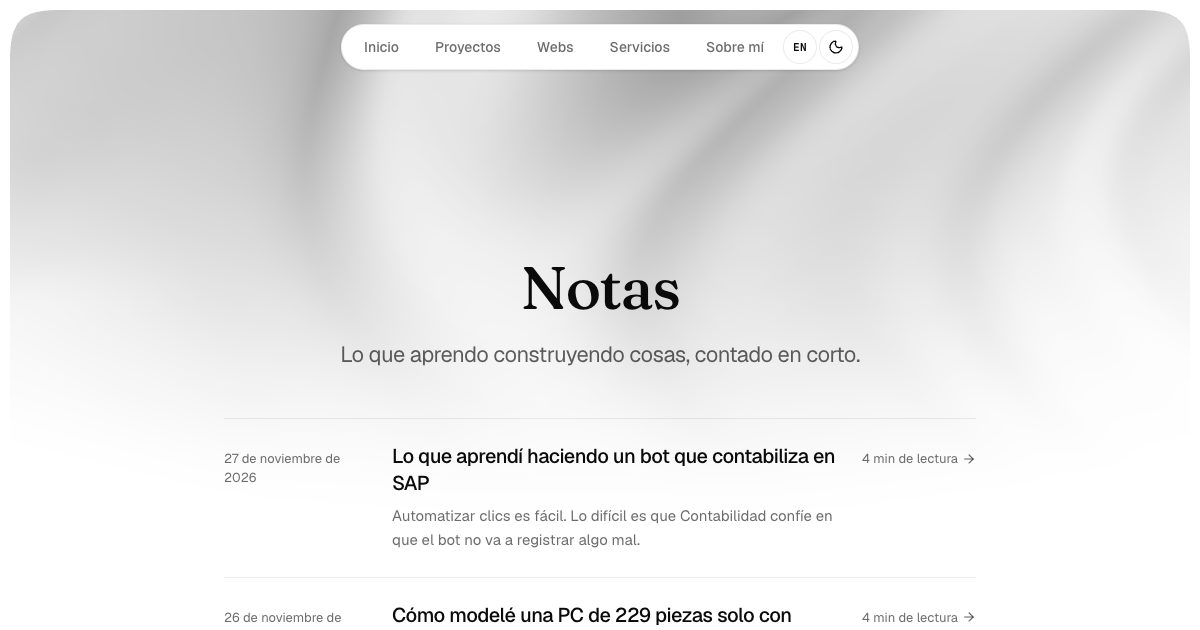 Inicio Proyectos Webs Servicios Sobre mí EN
Notas
Lo que aprendo construyendo cosas, contado en corto.
27 de noviembre de
2026
Lo que aprendí haciendo un bot que contabiliza en
SAP
4 min de lectura →
Automatizar clics es fácil. Lo difícil es que Contabilidad confíe en
que el bot no va a registrar algo mal.
26 de noviembre de
Cómo modelé una PC de 229 piezas solo con
4 min de lectura →